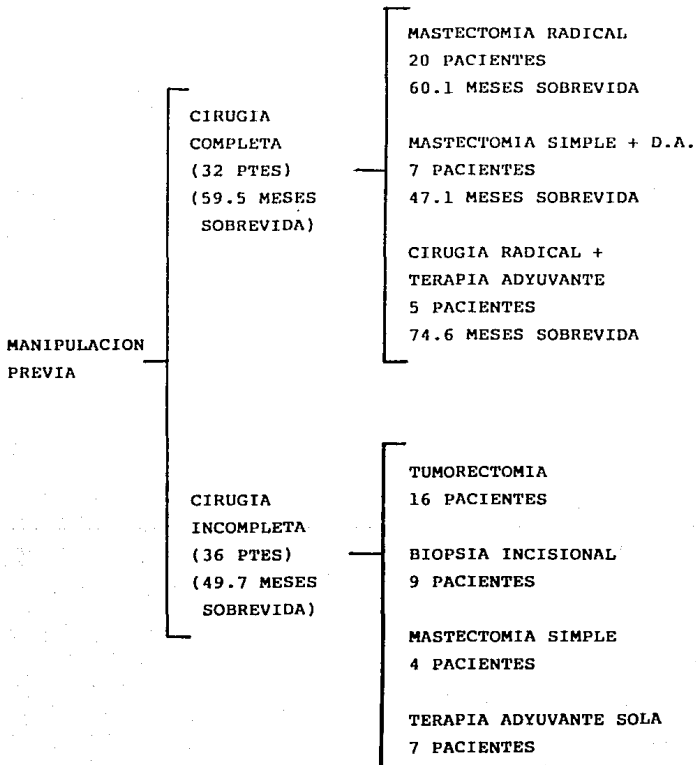 MANIPULACION
PREVIA
CIRUGIA
COMPLETA
(32 PTES)
(59.5 MESES
SOBREVIDA)
MASTECTOMIA RADICAL
20 PACIENTES
60.1 MESES SOBREVIDA
MASTECTOMIA SIMPLE + D.A.
7 PACIENTES
47.1 MESES SOBREVIDA
CIRUGIA RADICAL +
TERAPIA ADYUVANTE
5 PACIENTES
74.6 MESES SOBREVIDA
CIRUGIA
INCOMPLETA
(36 PTES)
(49.7 MESES
SOBREVIDA)
TUMORECTOMIA
16 PACIENTES
BIOPSIA INCISIONAL
9 PACIENTES
MASTECTOMIA SIMPLE
4 PACIENTES
TERAPIA ADYUVANTE SOLA
7 PACIENTES